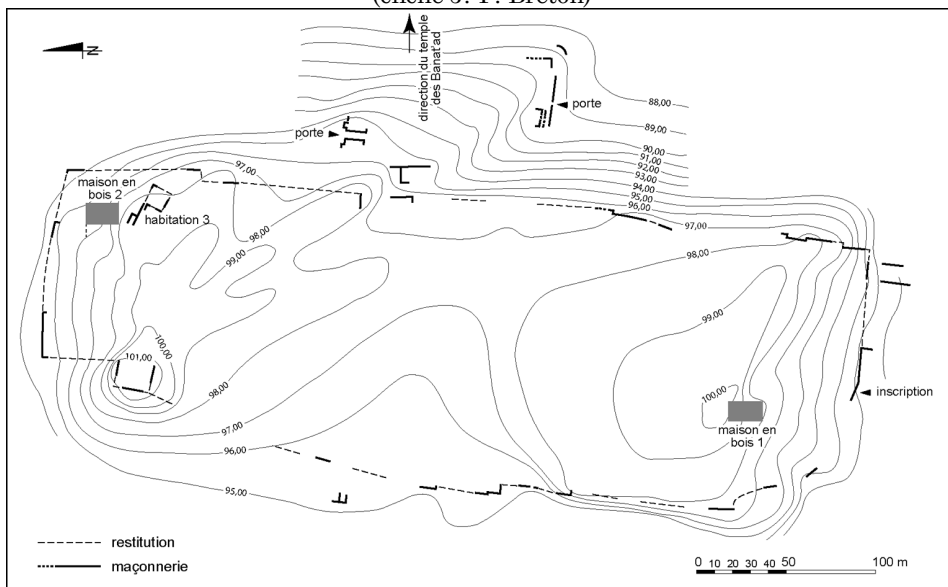 (cliché J.-F. Breton)
N
direction du temple
des Banat'ad
porte
88,00
89,00
90,00
91,00
92,00
93,00
94,00
95,00
96,00
97,00
porte
97,00
maison en
bois 2
habitation 3
98,00
99,00
98,00
99,00
100,00
101,00
100,00
98,00
inscription
maison en
bois 1
97,00
96,00
95,00
restitution
maçonnerie
0 10 20 30 40 50 100 m